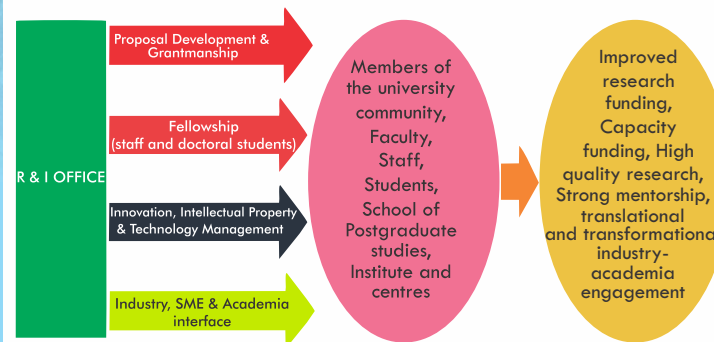 R & I OFFICE
Proposal Development &
Grantmanship
Fellowship
(staff and doctoral students)
Innovation, Intellectual Property
& Technology Management
Industry, SME & Academia
interface
Members of
the university
community,
Faculty,
Staff,
Students,
School of
Postgraduate
studies,
Institute and
centres
Improved
research
funding,
Capacity
funding, High
quality research,
Strong mentorship,
translational
and transformationa
industry-
academia
engagement